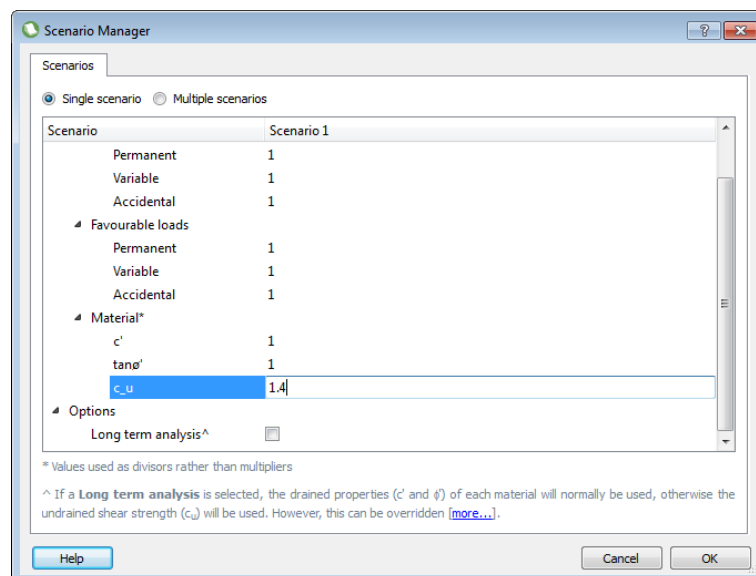 Scenario Manager
Scenarios
Single scenario Multiple scenarios
Scenario Scenario 1
Permanent 1
Variable 1
Accidental 1
Favourable loads
Permanent 1
Variable 1
Accidental 1
Material*
c' 1
tanø' 1
c_u 1.4
Options
Long term analysis^
* Values used as divisors rather than multipliers
^ If a Long term analysis is selected, the drained properties (c' and ϕ') of each material will normally be used, otherwise the
undrained shear strength (cᵤ) will be used. However, this can be overridden [more...].
Help Cancel OK